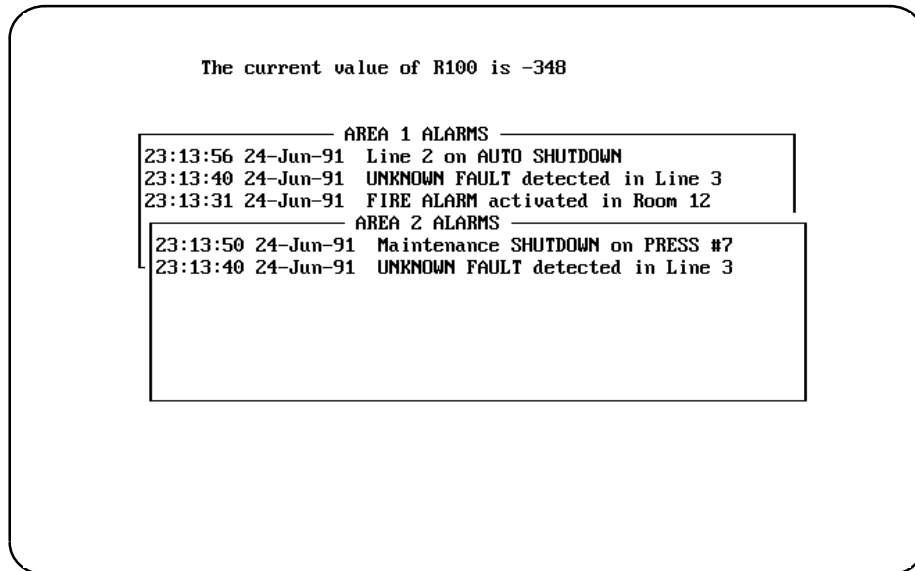 The current value of R100 is -348
AREA 1 ALARMS
23:13:56 24-Jun-91 Line 2 on AUTO SHUTDOWN
23:13:40 24-Jun-91 UNKNOWN FAULT detected in Line 3
23:13:31 24-Jun-91 FIRE ALARM activated in Room 12
AREA 2 ALARMS
23:13:50 24-Jun-91 Maintenance SHUTDOWN on PRESS #7
23:13:40 24-Jun-91 UNKNOWN FAULT detected in Line 3